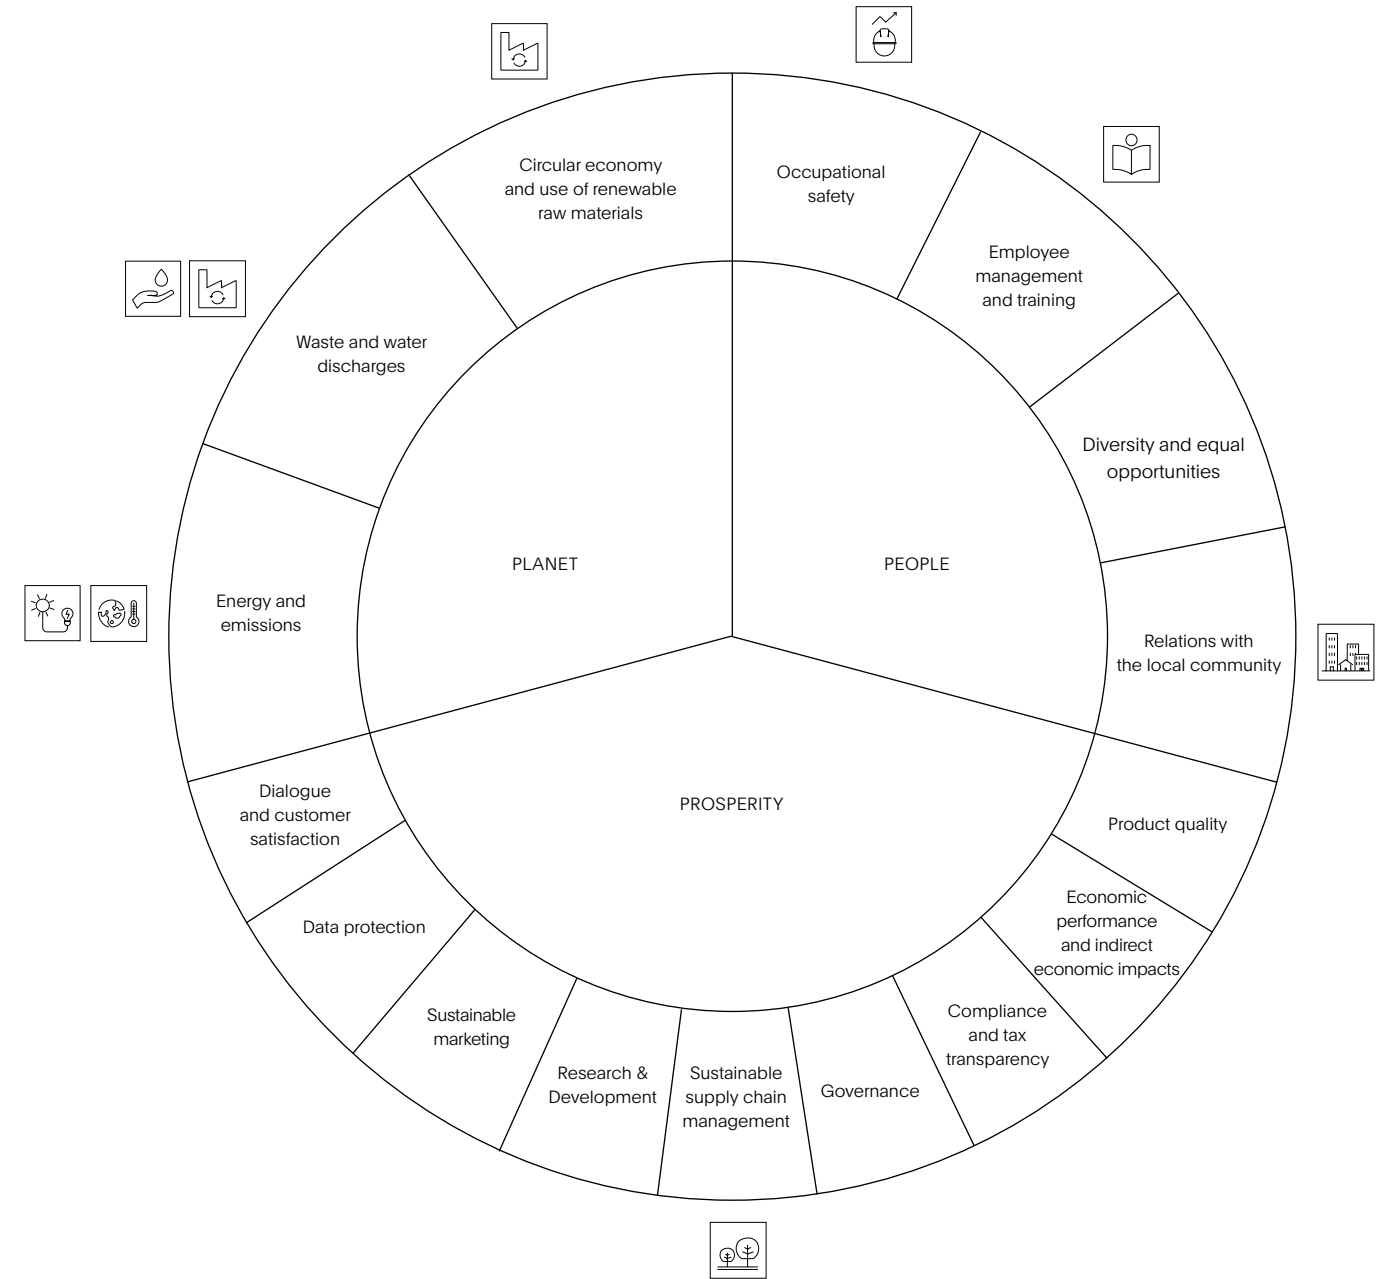 Circular economy
and use of renewable
raw materials
Occupational
safety
Employee
management
and training
Waste and water
discharges
Diversity and equal
opportunities
PLANET
PEOPLE
Energy and
emissions
Relations with
the local community
PROSPERITY
Dialogue
and customer
satisfaction
Product quality
Data protection
Economic
performance
and indirect
economic impacts
Sustainable
marketing
Compliance
and tax
transparency
Research &
Development
Sustainable
supply chain
management
Governance